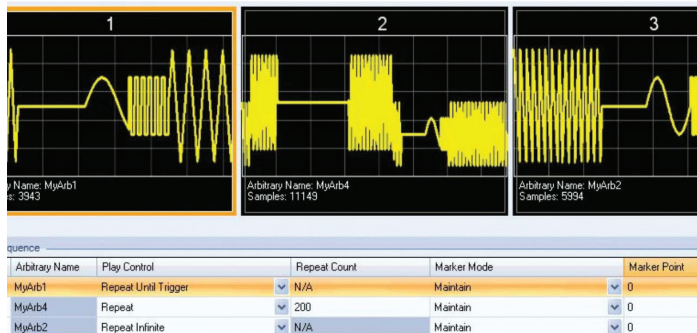 1
2
3
y Name: MyArb1
s: 3943
Arbitrary Name: MyArb4
Samples: 11149
Arbitrary Name: MyArb2
Samples: 5994
quence
Arbitrary Name Play Control Repeat Count Marker Mode Marker Point
MyArb1 Repeat Until Trigger N/A Maintain 0
MyArb4 Repeat 200 Maintain 0
MyArb2 Repeat Infinite N/A Maintain 0